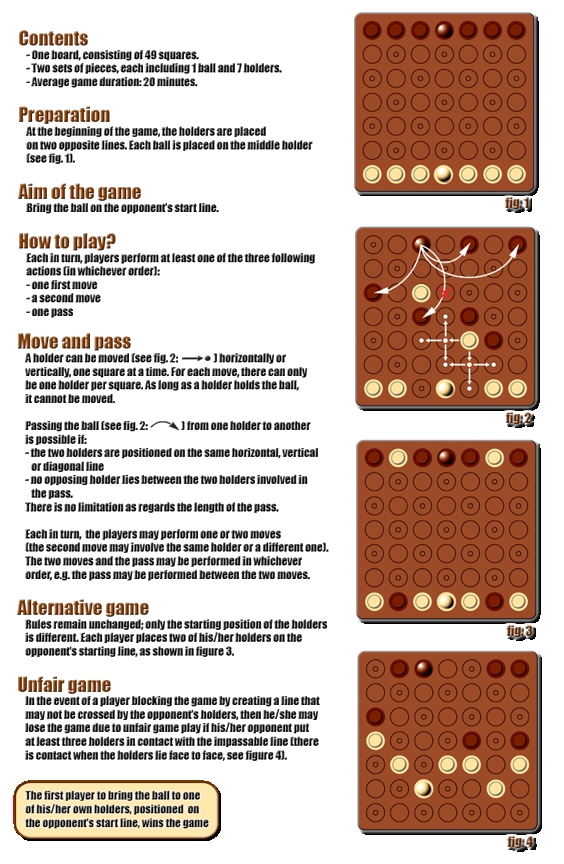 Contents
- One board, consisting of 49 squares.
- Two sets of pieces, each including 1 ball and 7 holders.
- Average game duration: 20 minutes.
Preparation
At the beginning of the game, the holders are placed
on two opposite lines. Each ball is placed on the middle holder
(see fig. 1).
Aim of the game
Bring the ball on the opponent's start line.
How to play?
Each in turn, players perform at least one of the three following
actions (in whichever order):
- one first move
- a second move
- one pass
Move and pass
A holder can be moved (see fig. 2: ) horizontally or
vertically, one square at a time. For each move, there can only
be one holder per square. As long as a holder holds the ball,
it cannot be moved.
Passing the ball (see fig. 2: ) from one holder to another
is possible if:
- the two holders are positioned on the same horizontal, vertical
or diagonal line
- no opposing holder lies between the two holders involved in
the pass.
There is no limitation as regards the length of the pass.
Each in turn, the players may perform one or two moves
(the second move may involve the same holder or a different one).
The two moves and the pass may be performed in whichever
order, e.g. the pass may be performed between the two moves.
Alternative game
Rules remain unchanged; only the starting position of the holders
is different. Each player places two of his/her holders on the
opponent's starting line, as shown in figure 3.
Unfair game
In the event of a player blocking the game by creating a line that
may not be crossed by the opponent's holders, then he/she may
lose the game due to unfair game play if his/her opponent put
at least three holders in contact with the impassable line (there
is contact when the holders lie face to face, see figure 4).
The first player to bring the ball to one
of his/her own holders, positioned on
the opponent's start line, wins the game
fig. 1
fig. 2
fig. 3
fig. 4